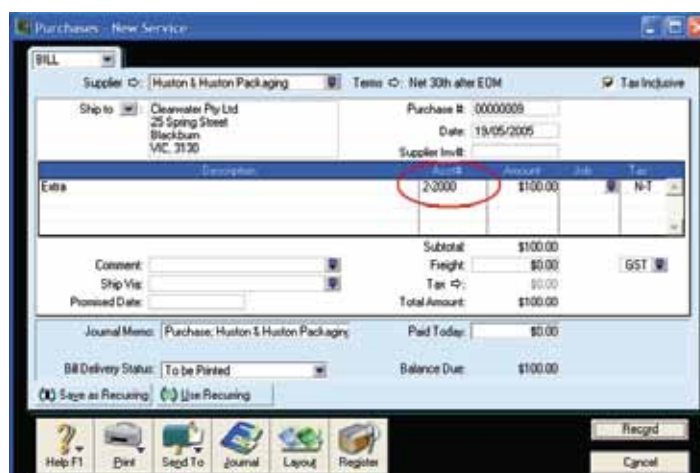 Purchases - New Service
BILL
Supplier ⇨: Huston & Huston Packaging Terms ⇨: Net 30th after EOM Tax Inclusive
Ship to : Clearwater Pty Ltd
25 Spring Street
Blackburn
VIC, 3130
Purchase #: 00000009
Date: 19/05/2005
Supplier Inv#:
Description Acct# Amount Job Tax
Extra 2-2000 $100.00 N-T
Subtotal: $100.00
Comment: Freight: $0.00 GST
Ship Via: Tax ⇨: $0.00
Promised Date: Total Amount: $100.00
Journal Memo: Purchase; Huston & Huston Packaging Paid Today: $0.00
Bill Delivery Status: To be Printed Balance Due: $100.00
Save as Recurring Use Recurring
Help F1 Print Send To Journal Layout Register
Record
Cancel